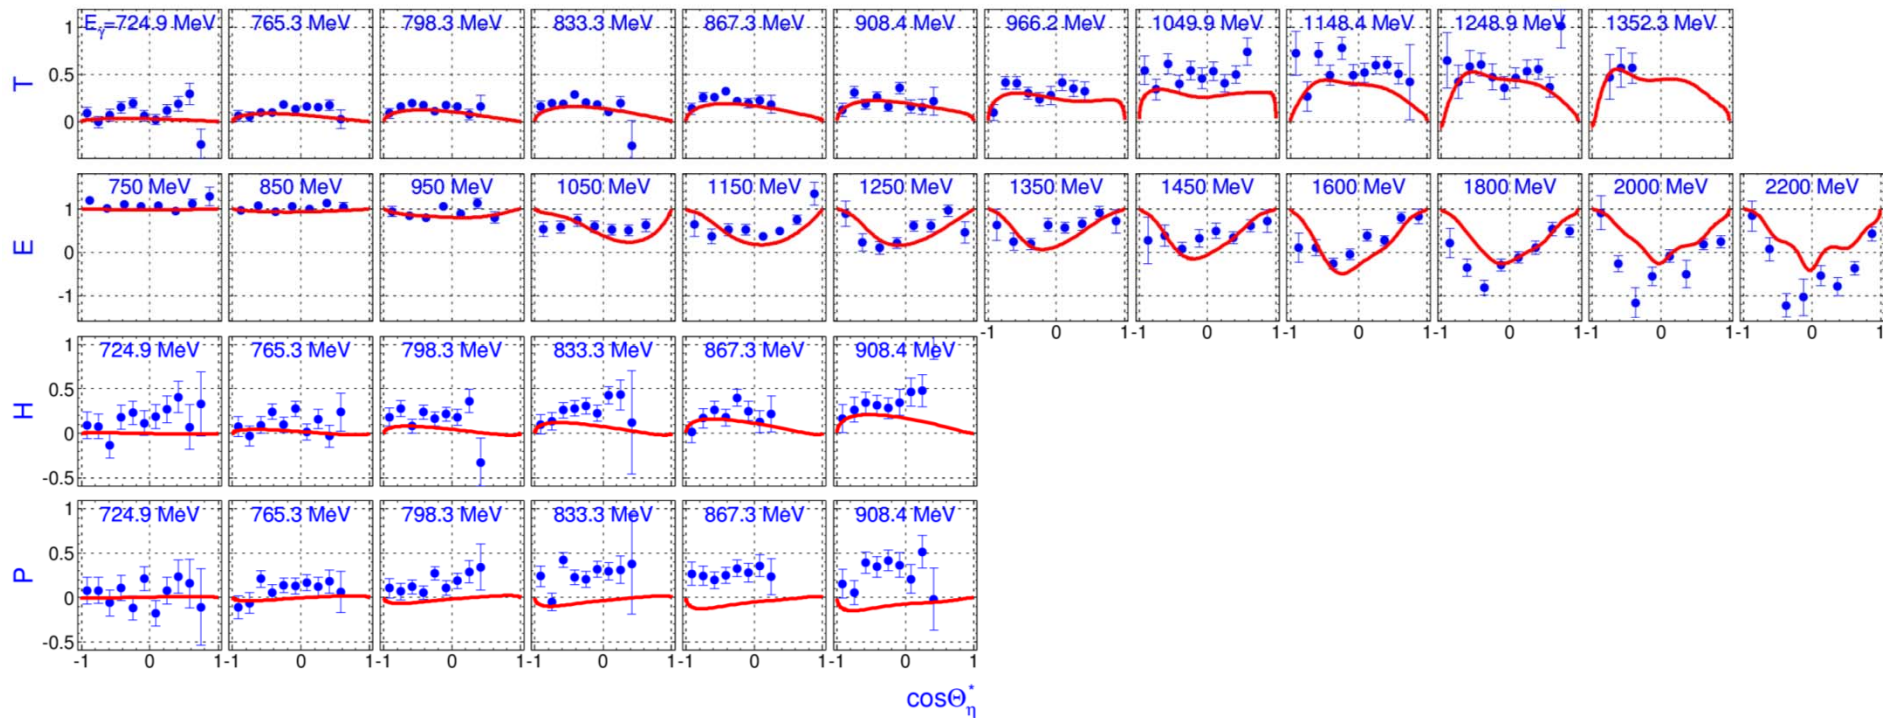 E_γ=724.9 MeV 765.3 MeV 798.3 MeV 833.3 MeV 867.3 MeV 908.4 MeV 966.2 MeV 1049.9 MeV 1148.4 MeV 1248.9 MeV 1352.3 MeV
1
0.5
0
T
750 MeV 850 MeV 950 MeV 1050 MeV 1150 MeV 1250 MeV 1350 MeV 1450 MeV 1600 MeV 1800 MeV 2000 MeV 2200 MeV
1
0
-1
E
-1 0 1 -1 0 1 -1 0 1 -1 0 1 -1 0 1 -1 0 1
724.9 MeV 765.3 MeV 798.3 MeV 833.3 MeV 867.3 MeV 908.4 MeV
1
0.5
0
-0.5
H
724.9 MeV 765.3 MeV 798.3 MeV 833.3 MeV 867.3 MeV 908.4 MeV
1
0.5
0
-0.5
P
-1 0 1 -1 0 1 -1 0 1 -1 0 1 -1 0 1 -1 0 1
cosΘ*_η